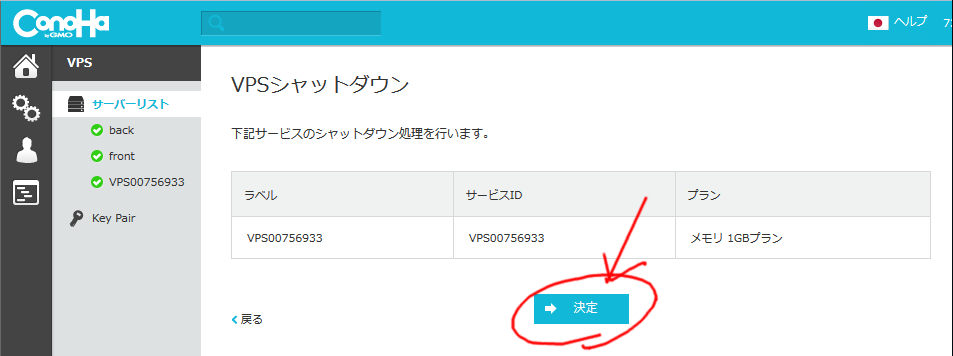 ConoHa
by GMO
ヘルプ
VPS
サーバーリスト
back
front
VPS00756933
Key Pair
VPSシャットダウン
下記サービスのシャットダウン処理を行います。
ラベル サービスID プラン
VPS00756933 VPS00756933 メモリ 1GBプラン
決定
戻る